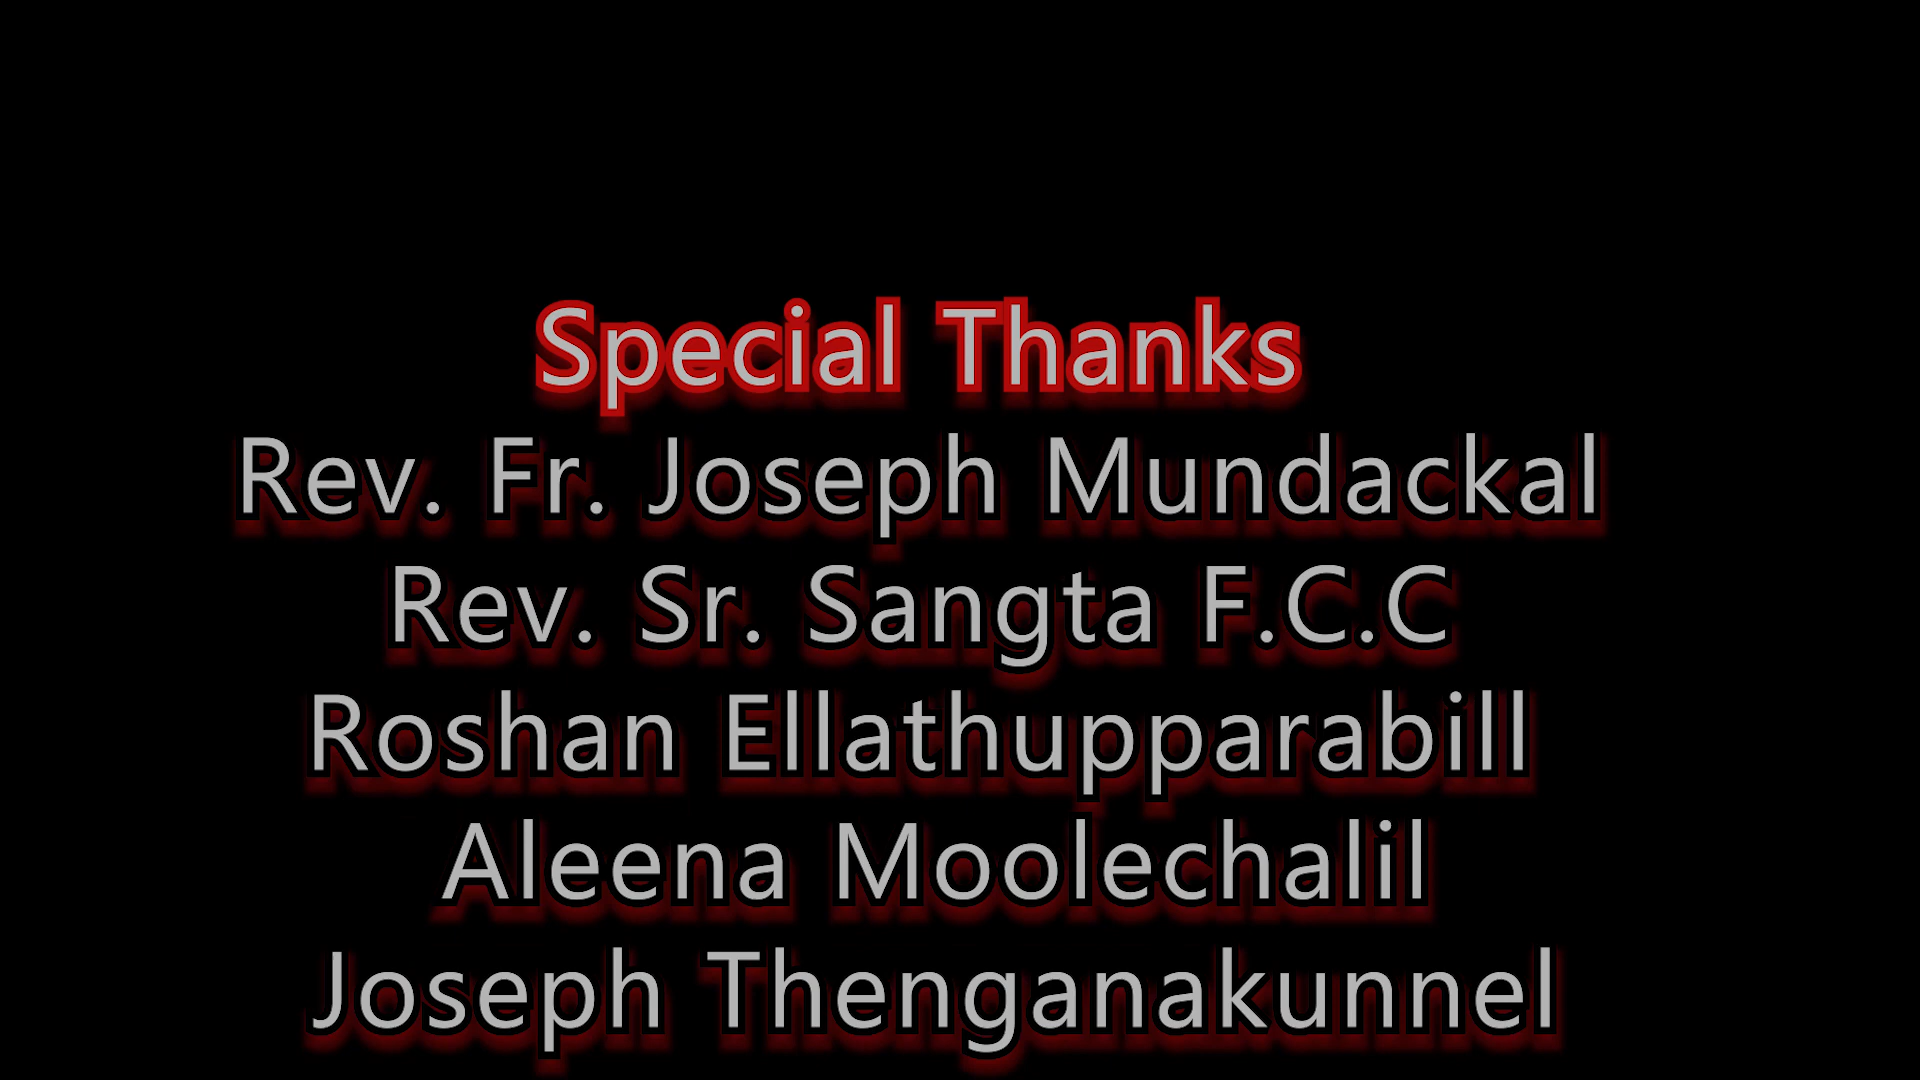 Special Thanks
Rev. Fr. Joseph Mundackal
Rev. Sr. Sangta F.C.C
Roshan Ellathupparabill
Aleena Moolechalil
Joseph Thenganakunnel